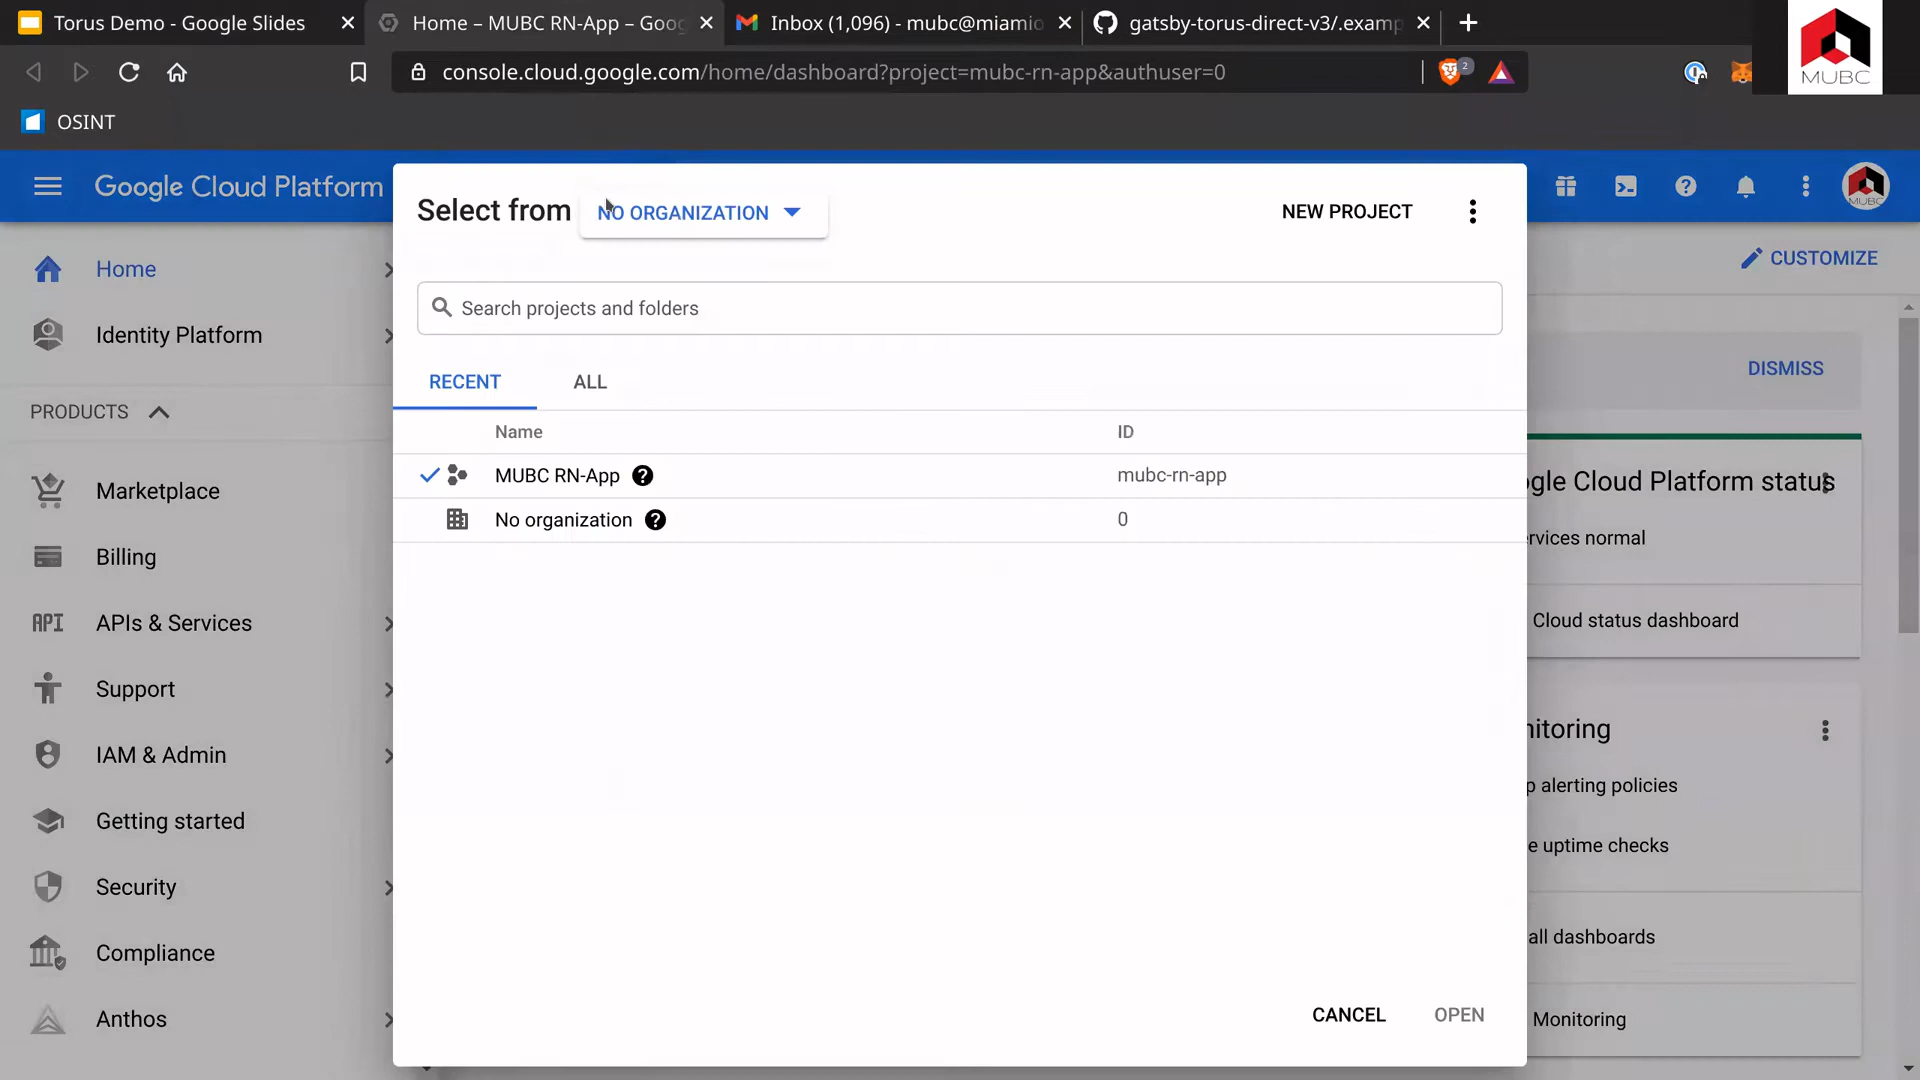 Torus Demo - Google Slides
Home – MUBC RN-App – Goog
Inbox (1,096) - mubc@miamio
gatsby-torus-direct-v3/.examp
console.cloud.google.com/home/dashboard?project=mubc-rn-app&authuser=0
2
MUBC
OSINT
Google Cloud Platform
Select from
NO ORGANIZATION
NEW PROJECT
MUBC
CUSTOMIZE
Home
Identity Platform
PRODUCTS
Marketplace
Billing
API APIs & Services
Support
IAM & Admin
Getting started
Security
Compliance
Anthos
Search projects and folders
RECENT
ALL
Name
ID
MUBC RN-App
mubc-rn-app
No organization
0
CANCEL
OPEN
DISMISS
gle Cloud Platform status
rvices normal
Cloud status dashboard
nitoring
p alerting policies
e uptime checks
all dashboards
Monitoring